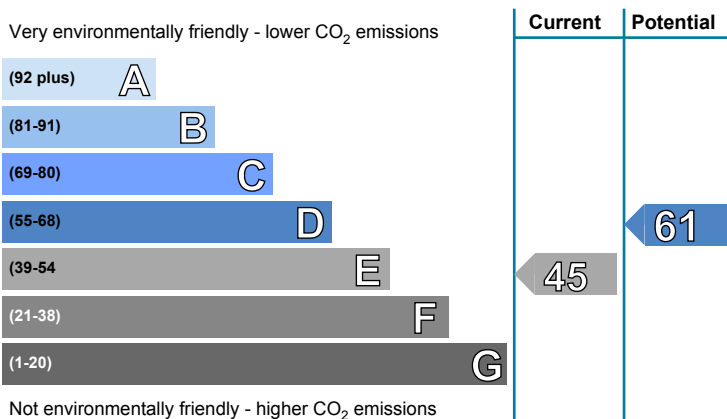 Current Potential
Very environmentally friendly - lower CO2 emissions
(92 plus) A
(81-91) B
(69-80) C
(55-68) D
61
(39-54 E
45
(21-38) F
(1-20) G
Not environmentally friendly - higher CO2 emissions